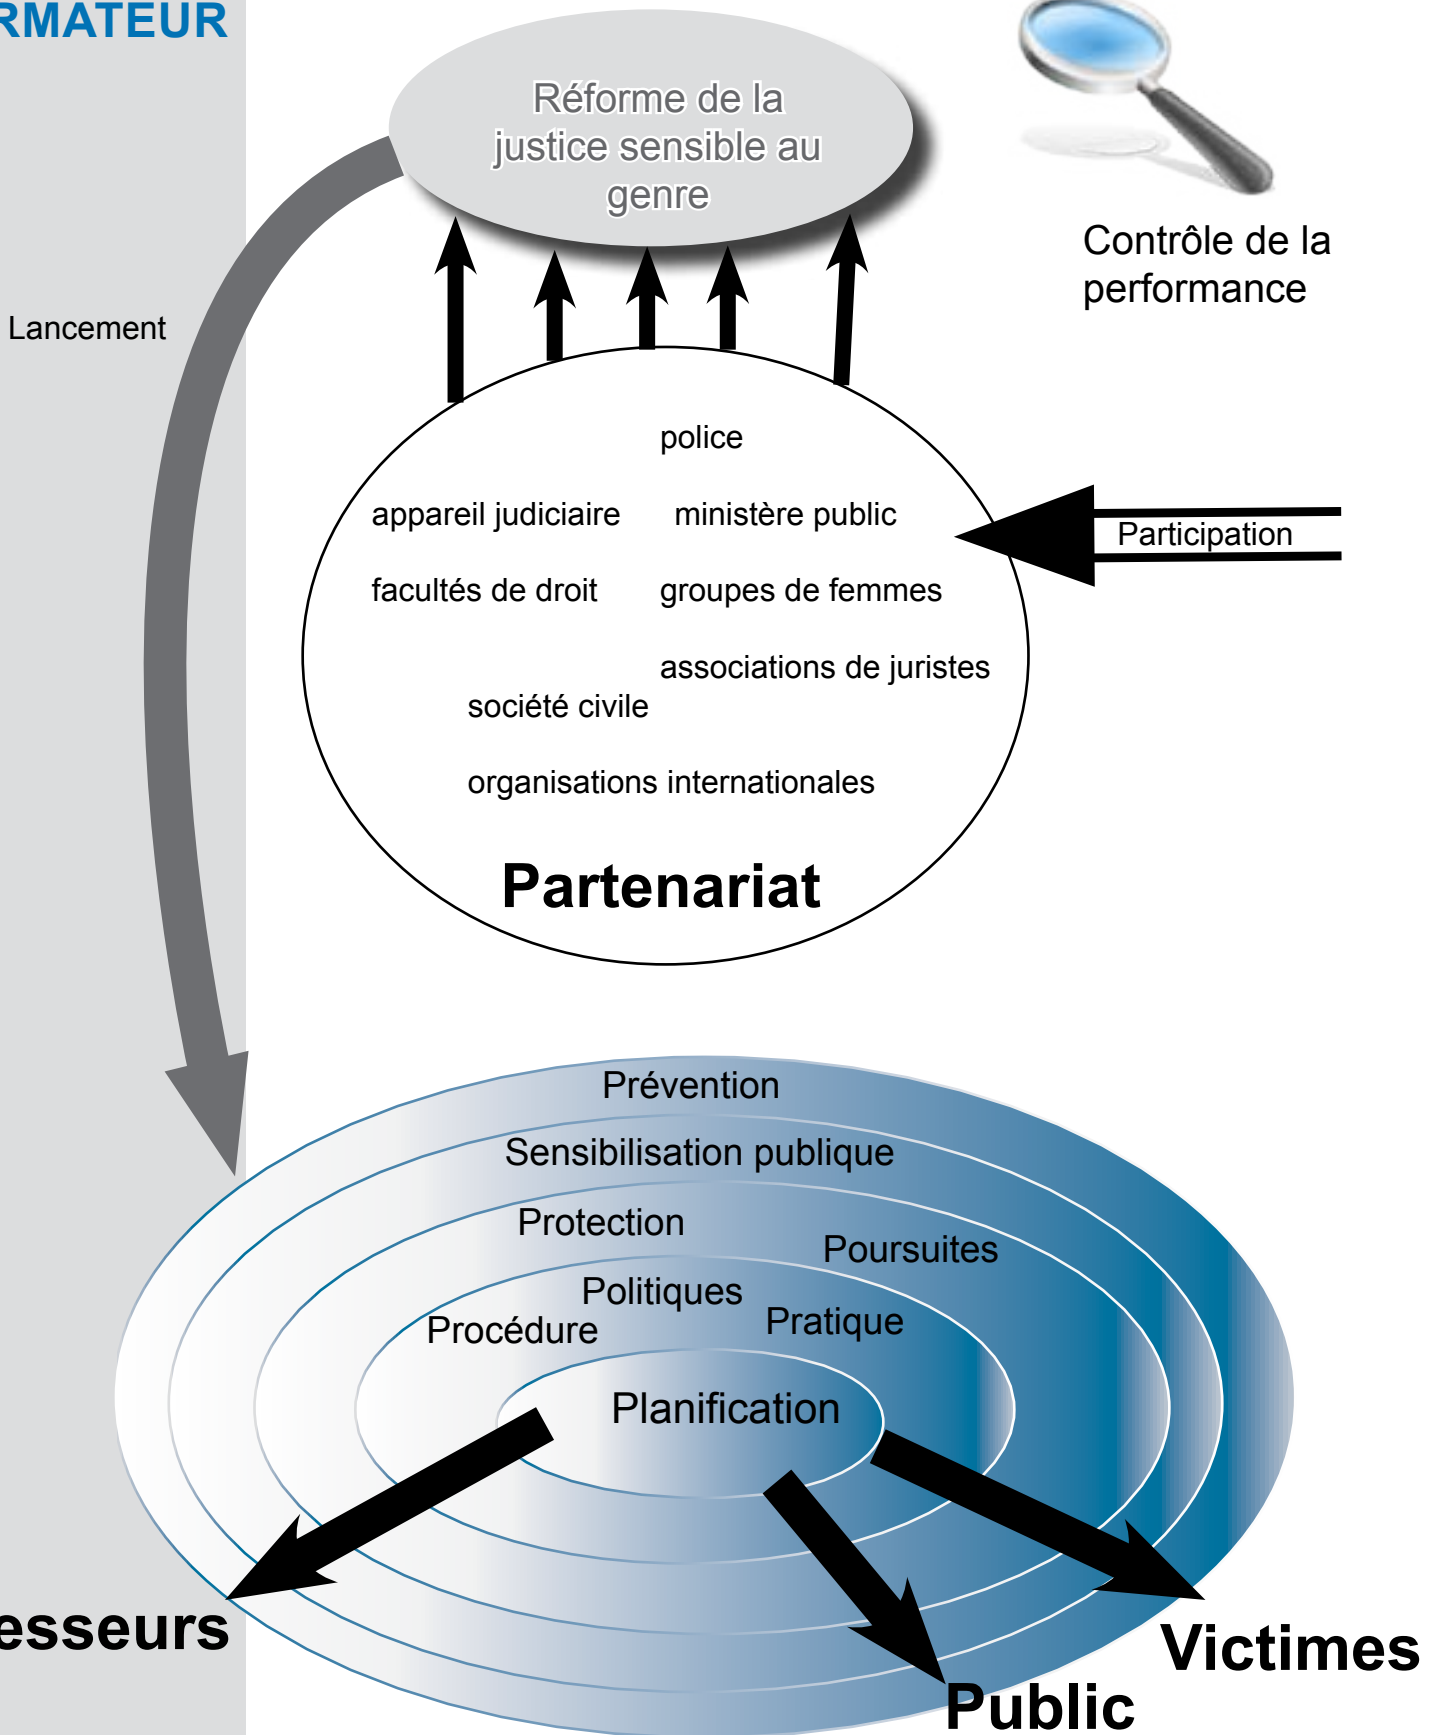 RMATEUR
Réforme de la
justice sensible au
genre
Contrôle de la
performance
Lancement
police
appareil judiciaire
ministère public
Participation
facultés de droit
groupes de femmes
associations de juristes
société civile
organisations internationales
Partenariat
Prévention
Sensibilisation publique
Protection
Poursuites
Politiques
Pratique
Procédure
Planification
esseurs
Victimes
Public